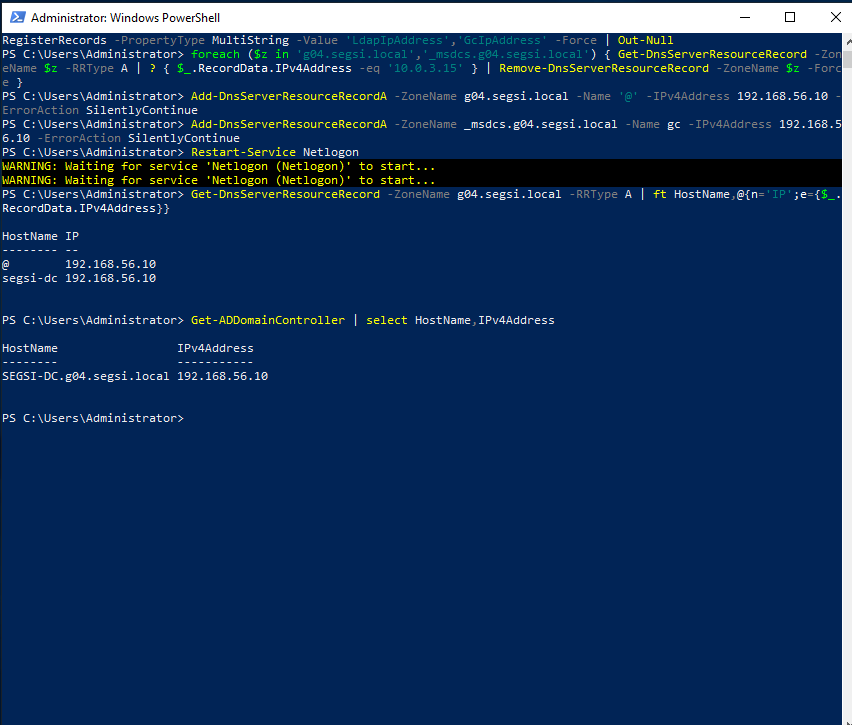 Administrator: Windows PowerShell
RegisterRecords -PropertyType MultiString -Value 'LdapIpAddress','GcIpAddress' -Force | Out-Null
PS C:\Users\Administrator> foreach ($z in 'g04.segsi.local','_msdcs.g04.segsi.local') { Get-DnsServerResourceRecord -Zon
eName $z -RRType A | ? { $_.RecordData.IPv4Address -eq '10.0.3.15' } | Remove-DnsServerResourceRecord -ZoneName $z -Forc
e }
PS C:\Users\Administrator> Add-DnsServerResourceRecordA -ZoneName g04.segsi.local -Name '@' -IPv4Address 192.168.56.10 -
ErrorAction SilentlyContinue
PS C:\Users\Administrator> Add-DnsServerResourceRecordA -ZoneName _msdcs.g04.segsi.local -Name gc -IPv4Address 192.168.5
6.10 -ErrorAction SilentlyContinue
PS C:\Users\Administrator> Restart-Service Netlogon
WARNING: Waiting for service 'Netlogon (Netlogon)' to start...
WARNING: Waiting for service 'Netlogon (Netlogon)' to start...
PS C:\Users\Administrator> Get-DnsServerResourceRecord -ZoneName g04.segsi.local -RRType A | ft HostName,@{n='IP';e={$_.
RecordData.IPv4Address}}
HostName IP
-------- --
@        192.168.56.10
segsi-dc 192.168.56.10
PS C:\Users\Administrator> Get-ADDomainController | select HostName,IPv4Address
HostName                 IPv4Address
--------                 -----------
SEGSI-DC.g04.segsi.local 192.168.56.10
PS C:\Users\Administrator>